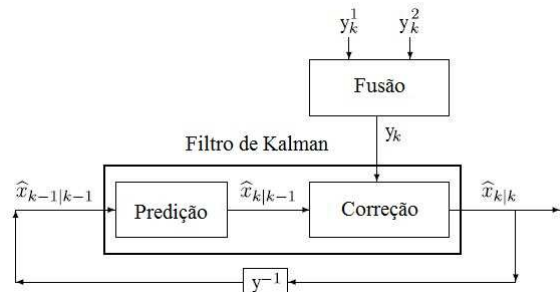 y_k^1 y_k^2
Fusão
y_k
Filtro de Kalman
x̂_{k-1|k-1} x̂_{k|k-1} x̂_{k|k}
Predição Correção
y^{-1}